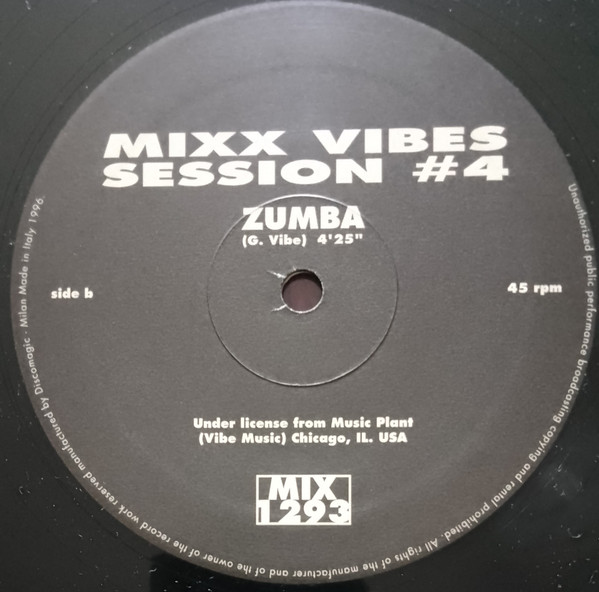 MIXX VIBES
SESSION #4
ZUMBA
(G. Vibe) 4'25"
side b
45 rpm
Under license from Music Plant
(Vibe Music) Chicago, IL. USA
MIX
1293
Unauthorized public performance broadcasting copying and rental prohibited. All rights of the manufacturer and of the owner of the record work reserved manufactured by Discomagic - Milan Made in Italy 1996.